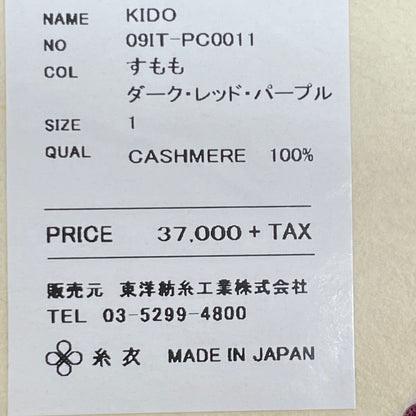 NAME KIDO
NO 09IT-PC0011
COL すもも
ダーク・レッド・パープル
SIZE 1
QUAL CASHMERE 100%
PRICE 37,000 + TAX
販売元 東洋紡糸工業株式会社
TEL 03-5299-4800
糸衣 MADE IN JAPAN